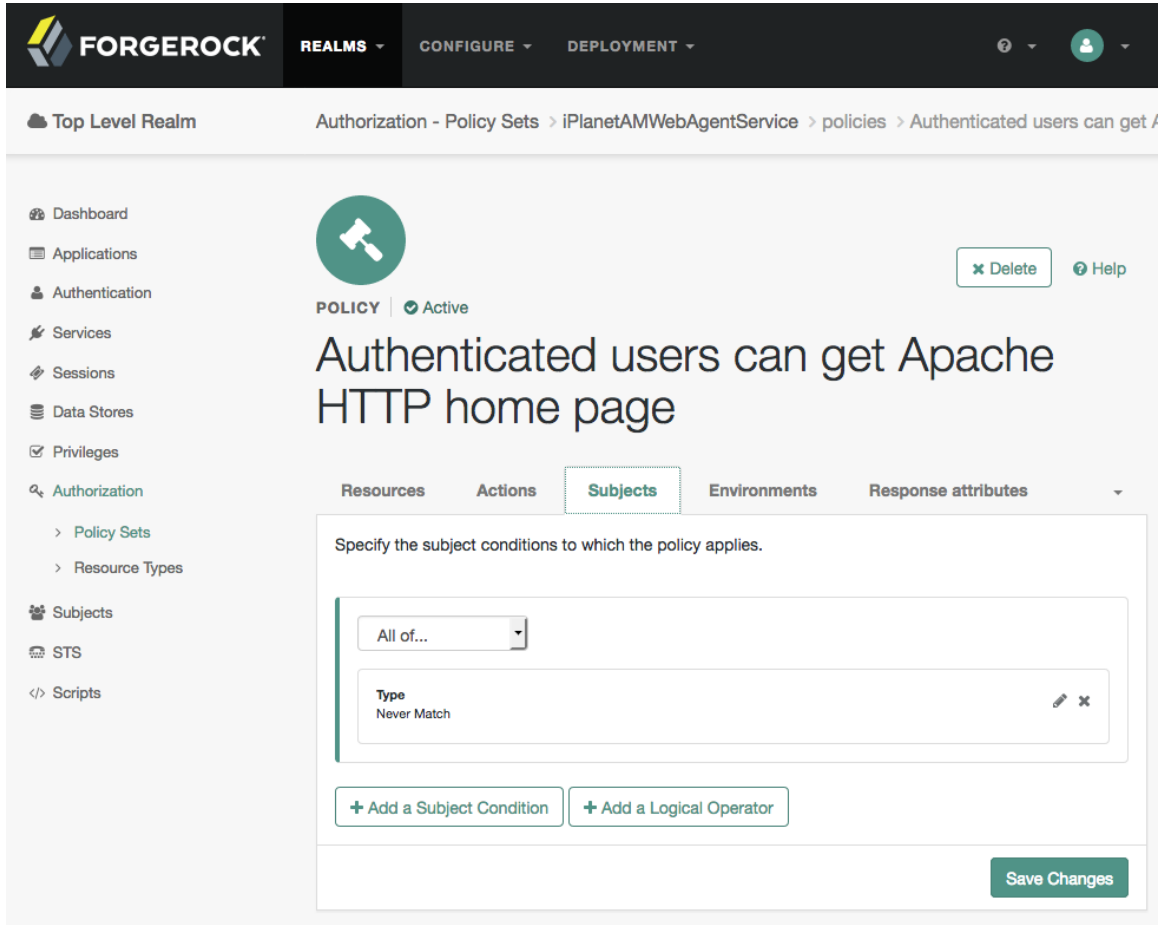 FORGEROCK
REALMS
CONFIGURE
DEPLOYMENT
Top Level Realm
Authorization - Policy Sets > iPlanetAMWebAgentService > policies > Authenticated users can get A
Dashboard
Applications
Authentication
Services
Sessions
Data Stores
Privileges
Authorization
> Policy Sets
> Resource Types
Subjects
STS
</> Scripts
Delete
Help
POLICY
Active
Authenticated users can get Apache
HTTP home page
Resources
Actions
Subjects
Environments
Response attributes
Specify the subject conditions to which the policy applies.
All of...
Type
Never Match
+ Add a Subject Condition
+ Add a Logical Operator
Save Changes